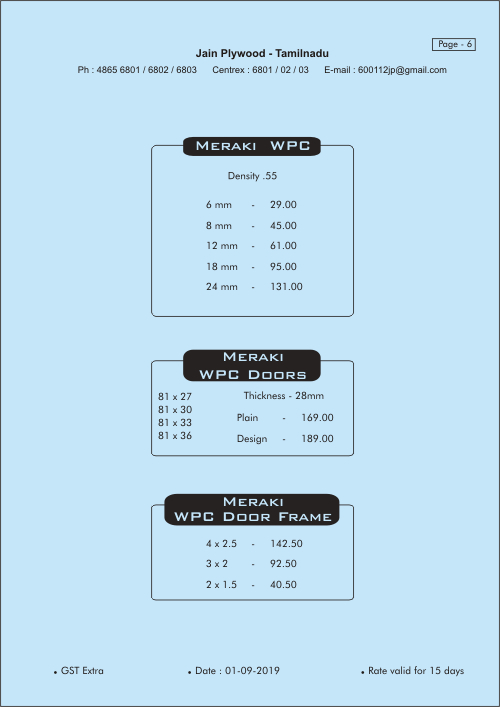 Page - 6
Jain Plywood - Tamilnadu
Ph : 4865 6801 / 6802 / 6803 Centrex : 6801 / 02 / 03 E-mail : 600112jp@gmail.com
MERAKI WPC
Density .55
6 mm - 29.00
8 mm - 45.00
12 mm - 61.00
18 mm - 95.00
24 mm - 131.00
MERAKI
WPC DOORS
81 x 27
81 x 30
81 x 33
81 x 36
Thickness - 28mm
Plain - 169.00
Design - 189.00
MERAKI
WPC DOOR FRAME
4 x 2.5 - 142.50
3 x 2 - 92.50
2 x 1.5 - 40.50
• GST Extra • Date : 01-09-2019 • Rate valid for 15 days